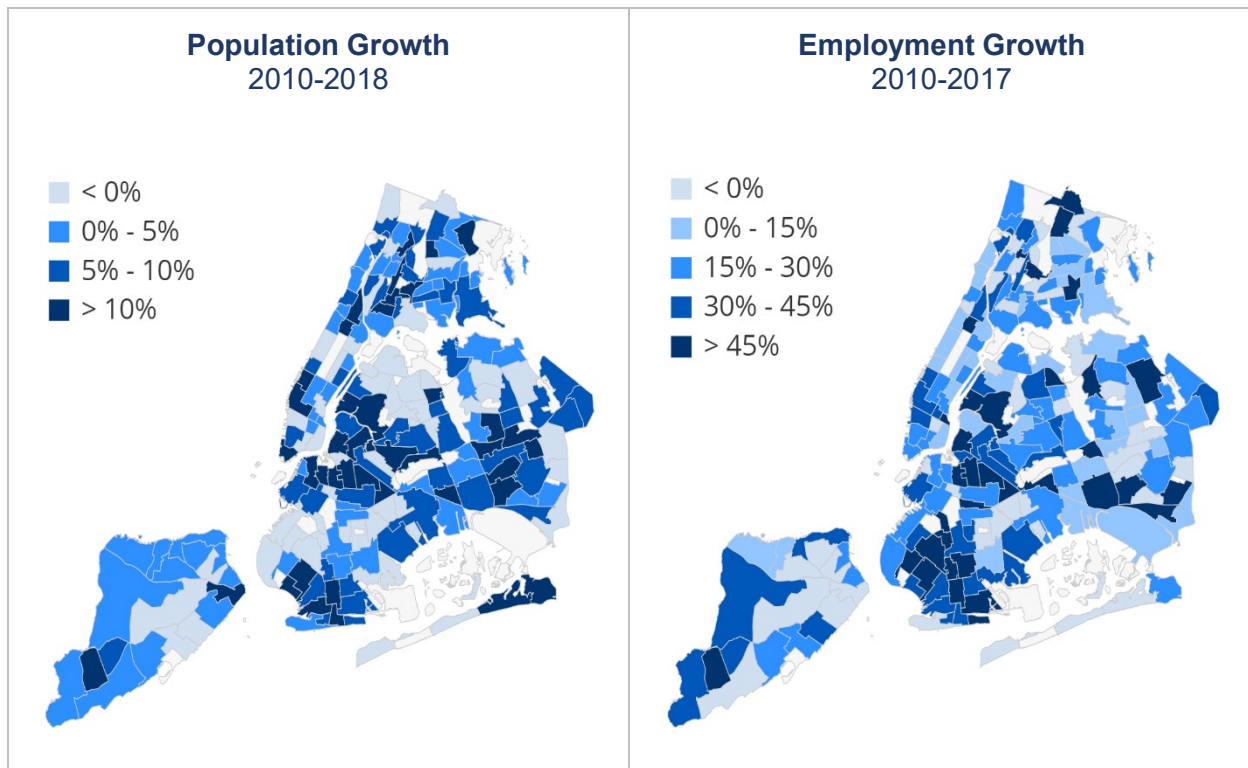 Population Growth
2010-2018
< 0%
0% - 5%
5% - 10%
> 10%
Employment Growth
2010-2017
< 0%
0% - 15%
15% - 30%
30% - 45%
> 45%